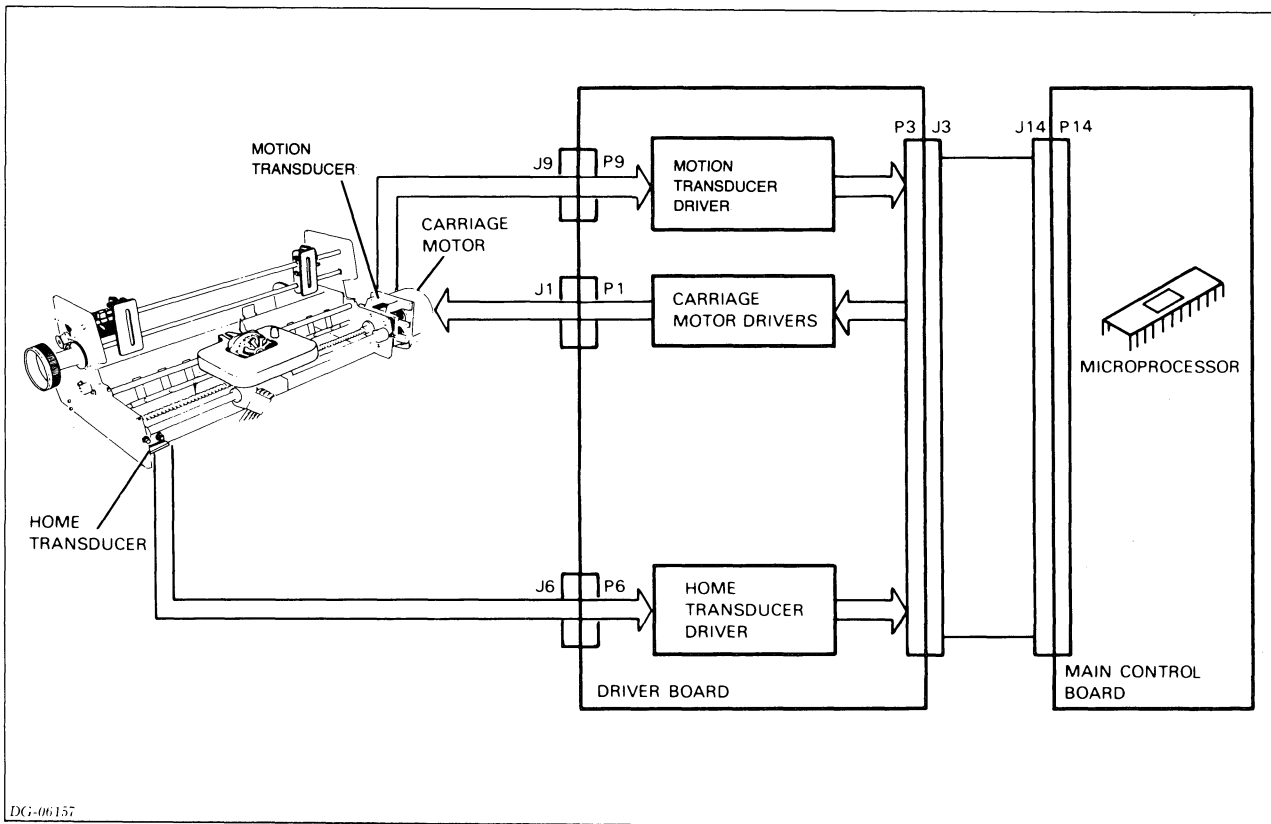 MOTION
TRANSDUCER
CARRIAGE
MOTOR
HOME
TRANSDUCER
J9 P9
MOTION
TRANSDUCER
DRIVER
J1 P1
CARRIAGE
MOTOR DRIVERS
J6 P6
HOME
TRANSDUCER
DRIVER
DRIVER BOARD
P3 J3
J14 P14
MICROPROCESSOR
MAIN CONTROL
BOARD
DG-06157